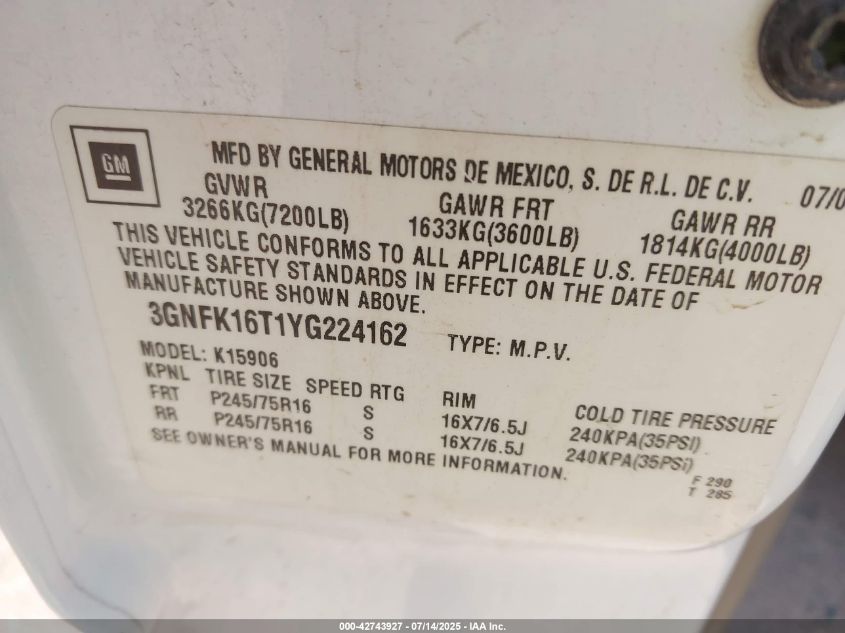 GM
MFD BY GENERAL MOTORS DE MEXICO, S. DE R.L. DE C.V. 07/0
GVWR GAWR FRT GAWR RR
3266KG(7200LB) 1633KG(3600LB) 1814KG(4000LB)
THIS VEHICLE CONFORMS TO ALL APPLICABLE U.S. FEDERAL MOTOR
VEHICLE SAFETY STANDARDS IN EFFECT ON THE DATE OF
MANUFACTURE SHOWN ABOVE.
3GNFK16T1YG224162 TYPE: M.P.V.
MODEL: K15906
KPNL TIRE SIZE SPEED RTG RIM COLD TIRE PRESSURE
FRT P245/75R16 S 16X7/6.5J 240KPA(35PSI)
RR P245/75R16 S 16X7/6.5J 240KPA(35PSI)
SEE OWNER'S MANUAL FOR MORE INFORMATION.
F 290
T 285
000-42743927 - 07/14/2025 - IAA Inc.